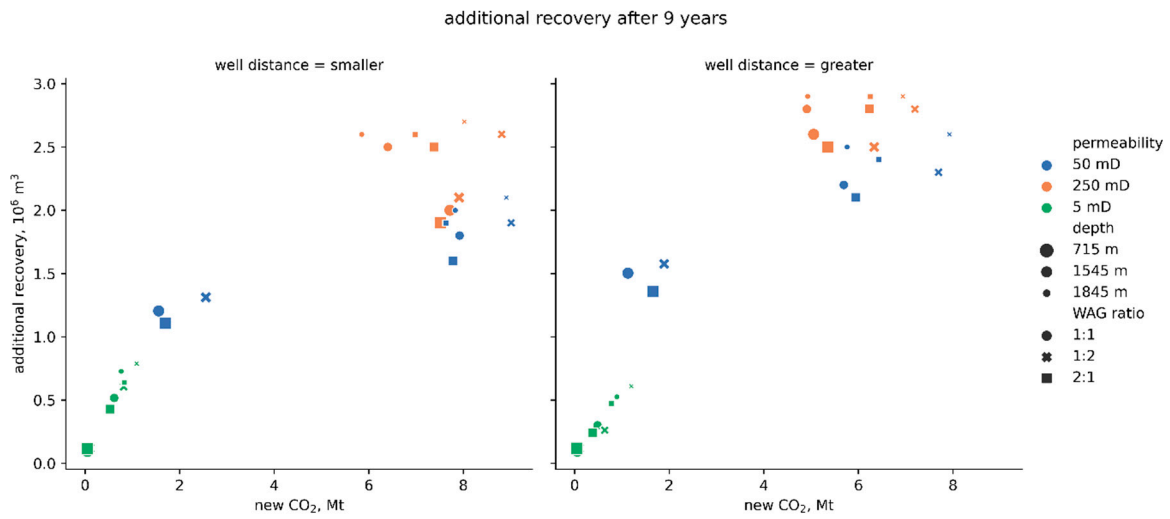 additional recovery after 9 years
well distance = smaller
well distance = greater
3.0
2.5
2.0
1.5
1.0
0.5
0.0
additional recovery, 10⁶ m³
0 2 4 6 8
0 2 4 6 8
new CO₂, Mt
new CO₂, Mt
permeability
50 mD
250 mD
5 mD
depth
715 m
1545 m
1845 m
WAG ratio
1:1
1:2
2:1